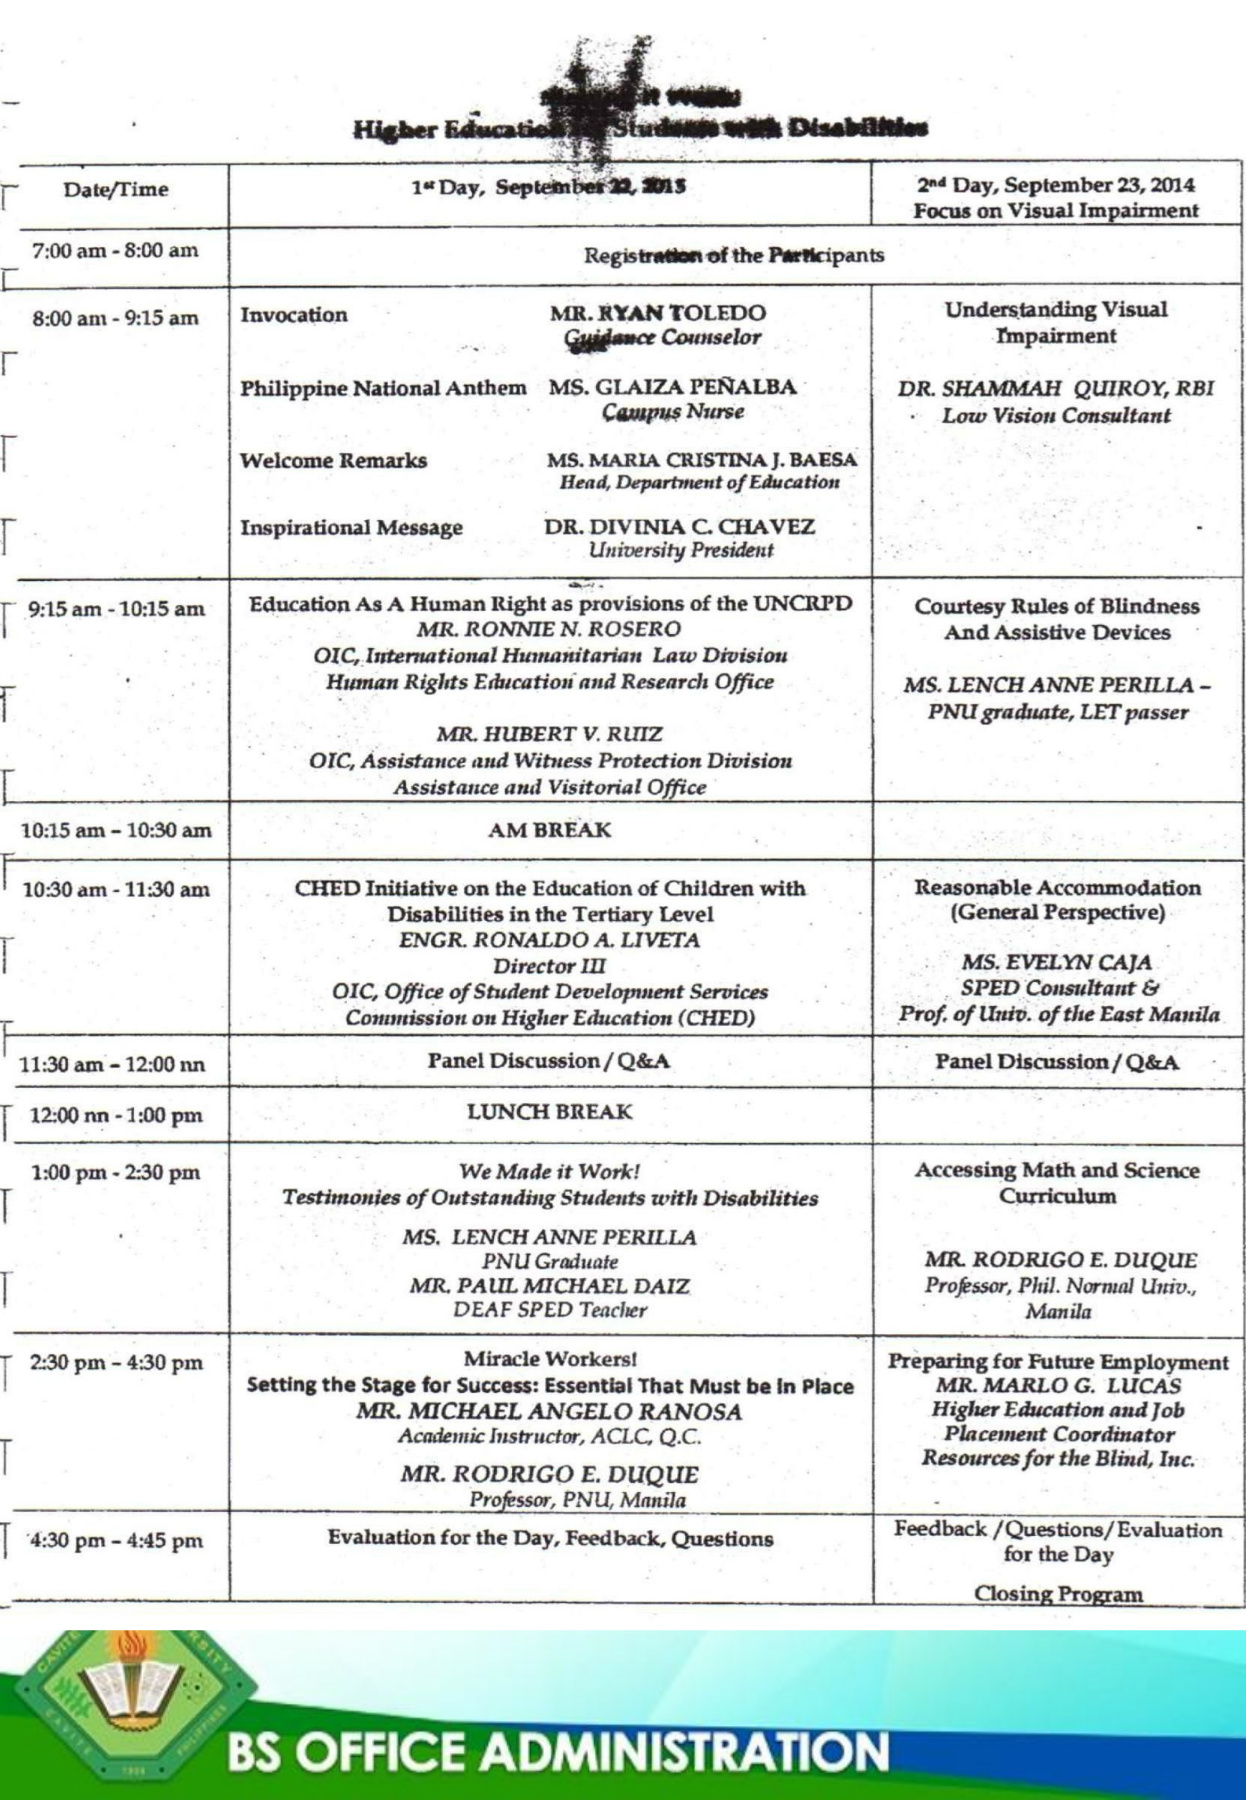 Higher Education Students with Disabilities
Date/Time
1st Day, September 22, 2015
2nd Day, September 23, 2014
Focus on Visual Impairment
7:00 am - 8:00 am
Registration of the Participants
8:00 am - 9:15 am
Invocation MR. RYAN TOLEDO
Guidance Counselor
Philippine National Anthem MS. GLAIZA PEÑALBA
Campus Nurse
Welcome Remarks MS. MARIA CRISTINA J. BAESA
Head, Department of Education
Inspirational Message DR. DIVINIA C. CHAVEZ
University President
Understanding Visual
Impairment
DR. SHAMMAH QUIROY, RBI
Low Vision Consultant
9:15 am - 10:15 am
Education As A Human Right as provisions of the UNCRPD
MR. RONNIE N. ROSERO
OIC, International Humanitarian Law Division
Human Rights Education and Research Office
MR. HUBERT V. RUIZ
OIC, Assistance and Witness Protection Division
Assistance and Visitorial Office
Courtesy Rules of Blindness
And Assistive Devices
MS. LENCH ANNE PERILLA –
PNU graduate, LET passer
10:15 am – 10:30 am
AM BREAK
10:30 am - 11:30 am
CHED Initiative on the Education of Children with
Disabilities in the Tertiary Level
ENGR. RONALDO A. LIVETA
Director III
OIC, Office of Student Development Services
Commission on Higher Education (CHED)
Reasonable Accommodation
(General Perspective)
MS. EVELYN CAJA
SPED Consultant &
Prof. of Univ. of the East Manila
11:30 am – 12:00 nn
Panel Discussion / Q&A
Panel Discussion / Q&A
12:00 nn - 1:00 pm
LUNCH BREAK
1:00 pm - 2:30 pm
We Made it Work!
Testimonies of Outstanding Students with Disabilities
MS. LENCH ANNE PERILLA
PNU Graduate
MR. PAUL MICHAEL DAIZ
DEAF SPED Teacher
Accessing Math and Science
Curriculum
MR. RODRIGO E. DUQUE
Professor, Phil. Normal Univ.,
Manila
2:30 pm – 4:30 pm
Miracle Workers!
Setting the Stage for Success: Essential That Must be In Place
MR. MICHAEL ANGELO RANOSA
Academic Instructor, ACLC, Q.C.
MR. RODRIGO E. DUQUE
Professor, PNU, Manila
Preparing for Future Employment
MR. MARLO G. LUCAS
Higher Education and Job
Placement Coordinator
Resources for the Blind, Inc.
4:30 pm – 4:45 pm
Evaluation for the Day, Feedback, Questions
Feedback /Questions/Evaluation
for the Day
Closing Program
BS OFFICE ADMINISTRATION
CAVITE
PHILIPPINES
CAVITE
1906